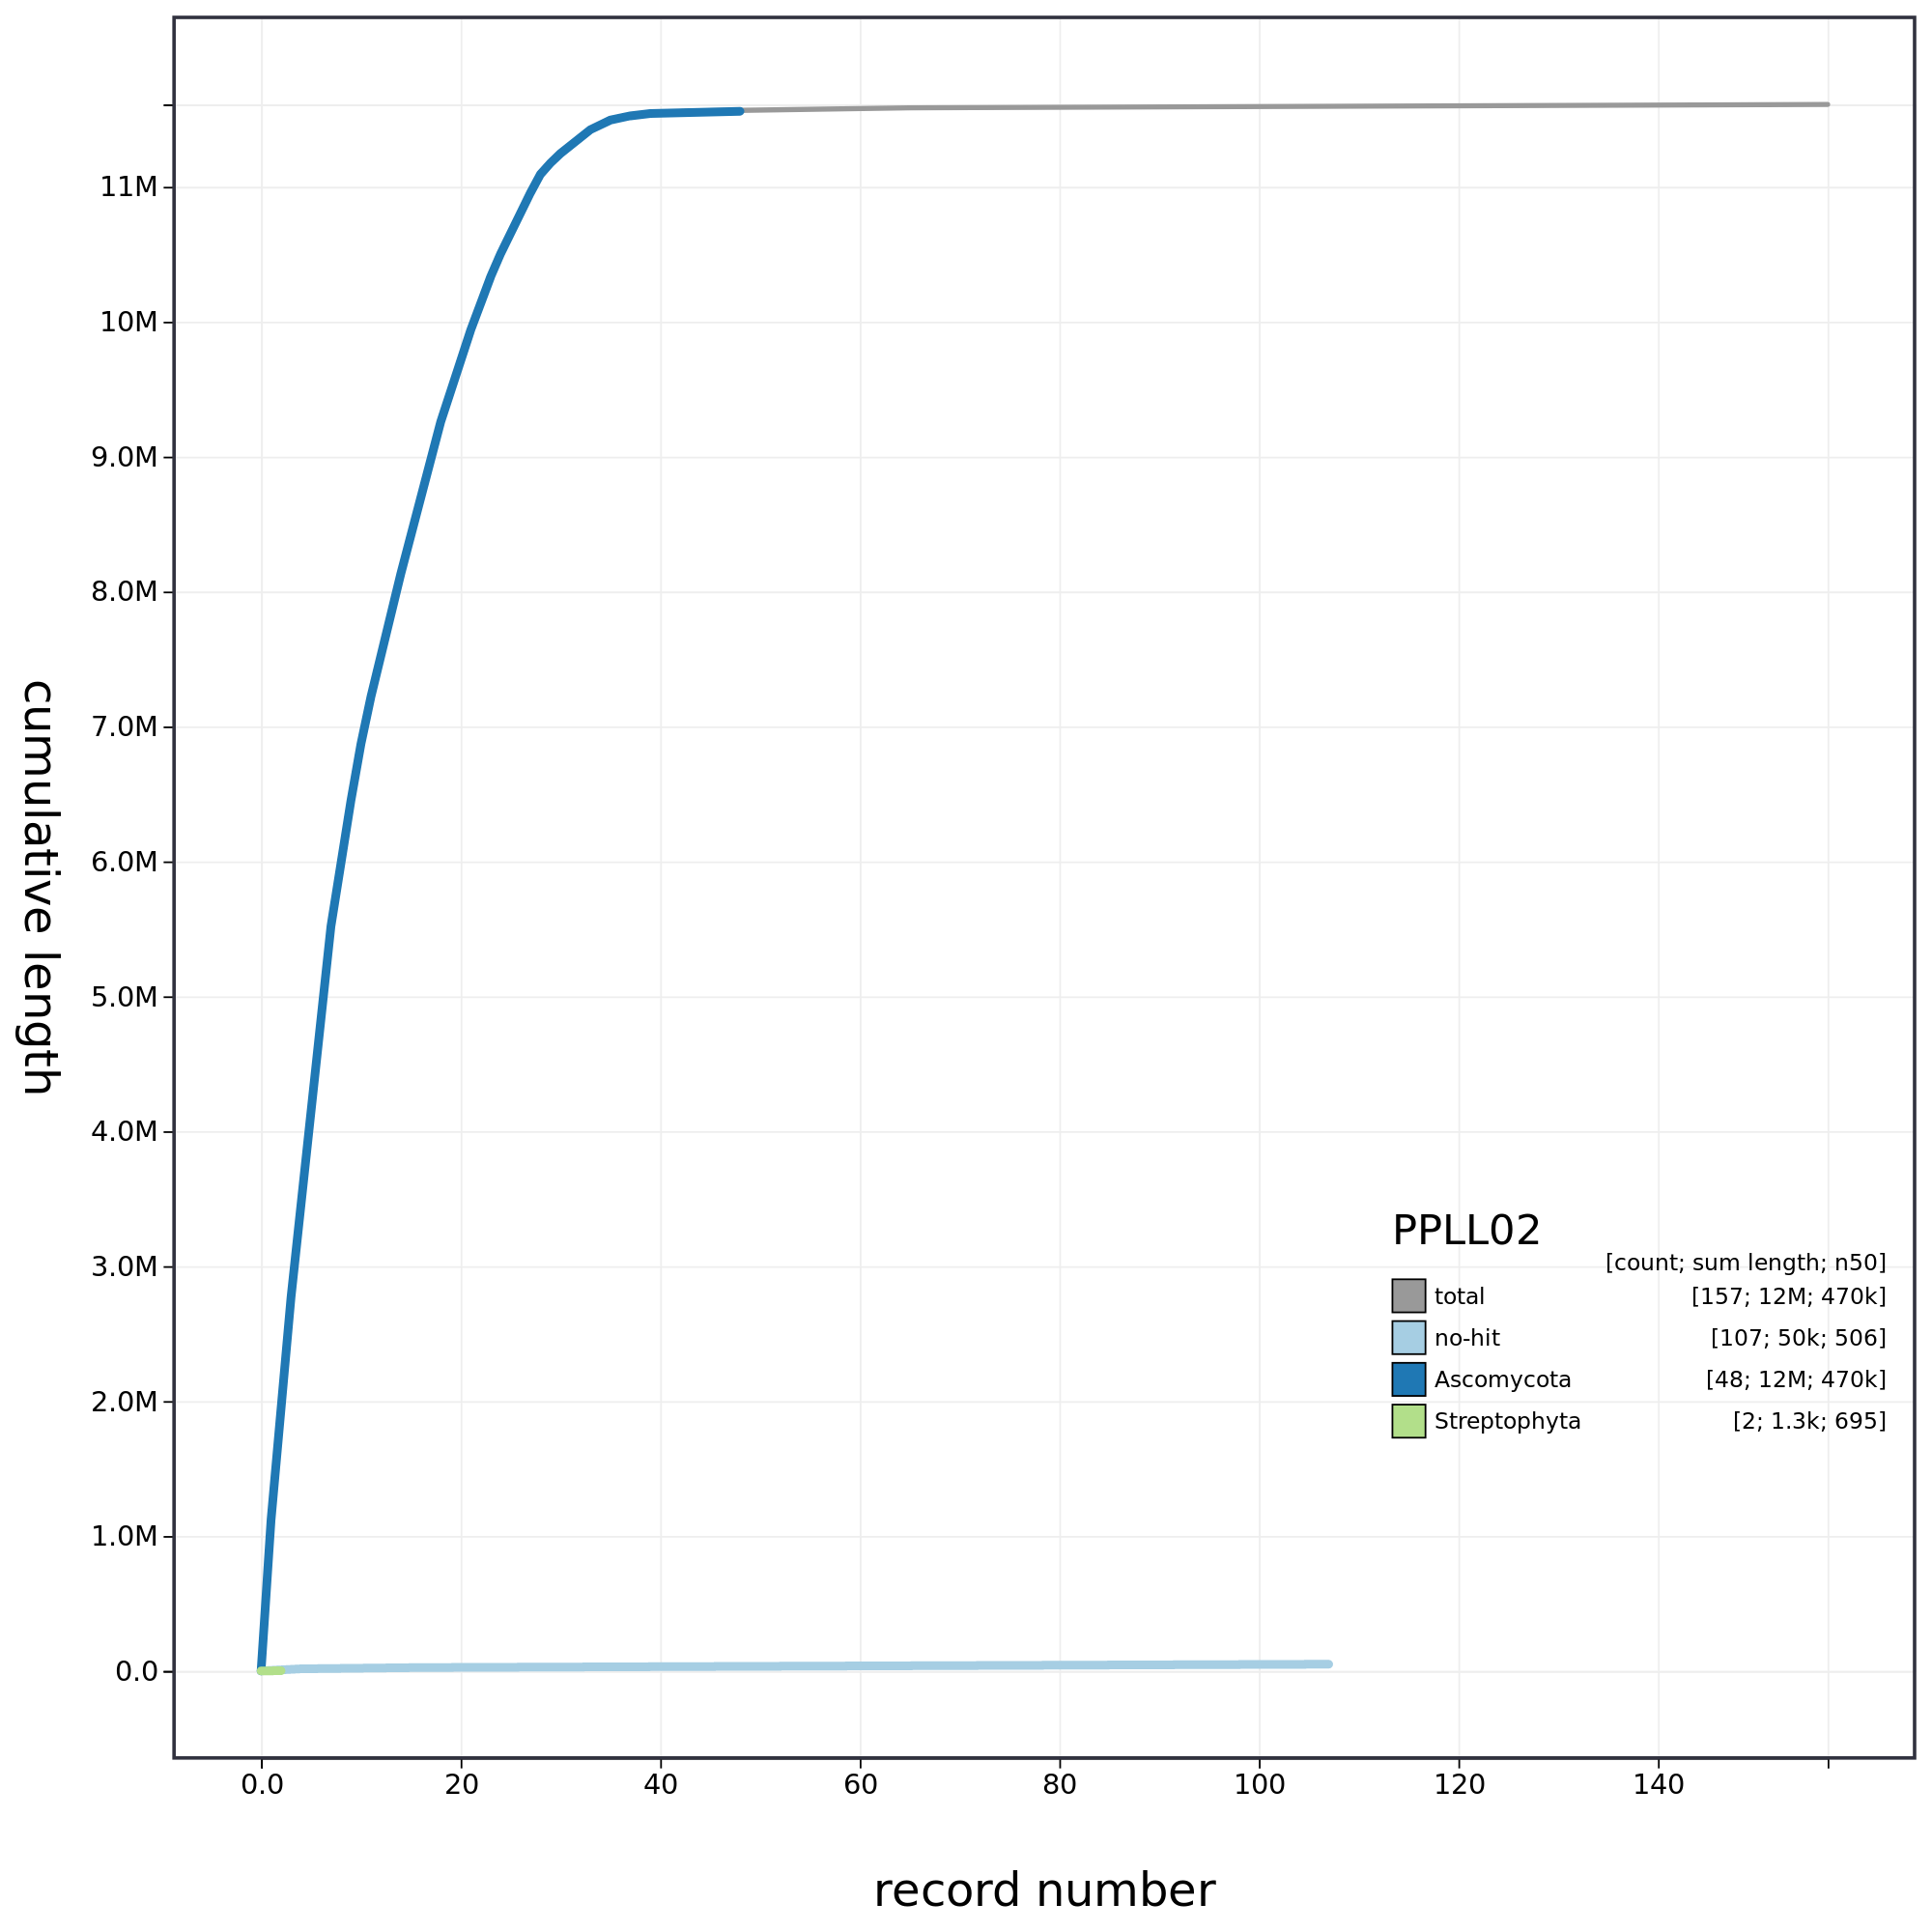 11M
10M
9.0M
8.0M
7.0M
6.0M
5.0M
4.0M
3.0M
2.0M
1.0M
0.0
cumulative length
PPLL02
[count; sum length; n50]
total [157; 12M; 470k]
no-hit [107; 50k; 506]
Ascomycota [48; 12M; 470k]
Streptophyta [2; 1.3k; 695]
0.0 20 40 60 80 100 120 140
record number